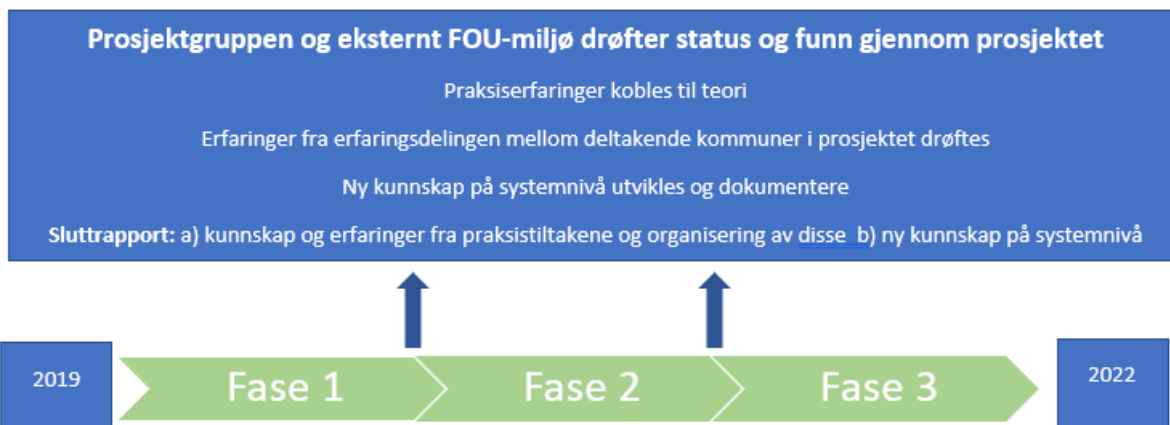 Prosjektgruppen og eksternt FOU-miljø drøfter status og funn gjennom prosjektet
Praksiserfaringer kobles til teori
Erfaringer fra erfaringsdelingen mellom deltakende kommuner i prosjektet drøftes
Ny kunnskap på systemnivå utvikles og dokumentere
Sluttrapport: a) kunnskap og erfaringer fra praksistiltakene og organisering av disse b) ny kunnskap på systemnivå
2019
Fase 1
Fase 2
Fase 3
2022